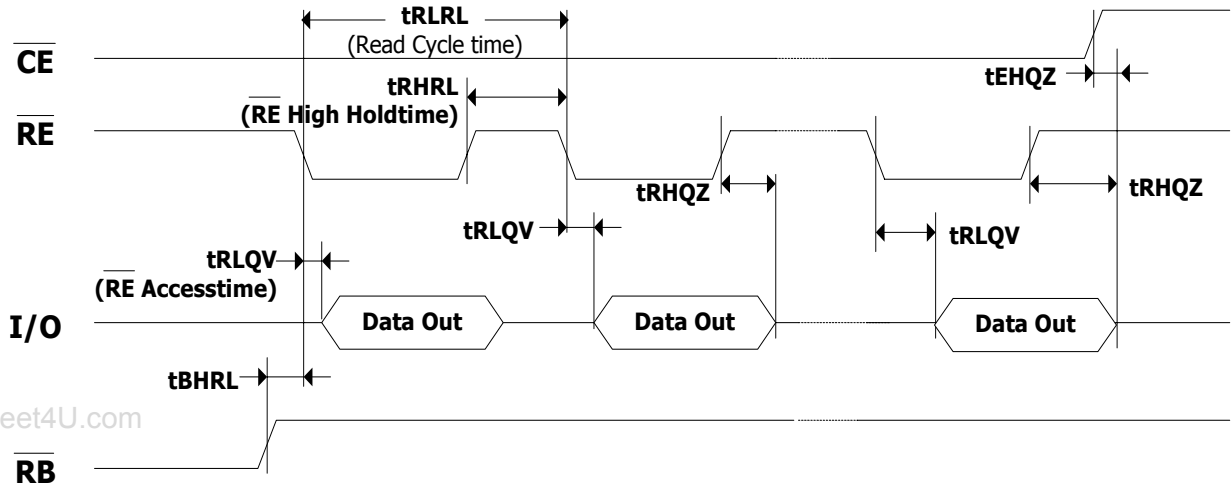 tRLRL
(Read Cycle time)
CE
tEHQZ
tRHRL
(RE High Holdtime)
RE
tRHQZ
tRHQZ
tRLQV
tRLQV
tRLQV
(RE Accesstime)
I/O
Data Out
Data Out
Data Out
tBHRL
eet4U.com
RB